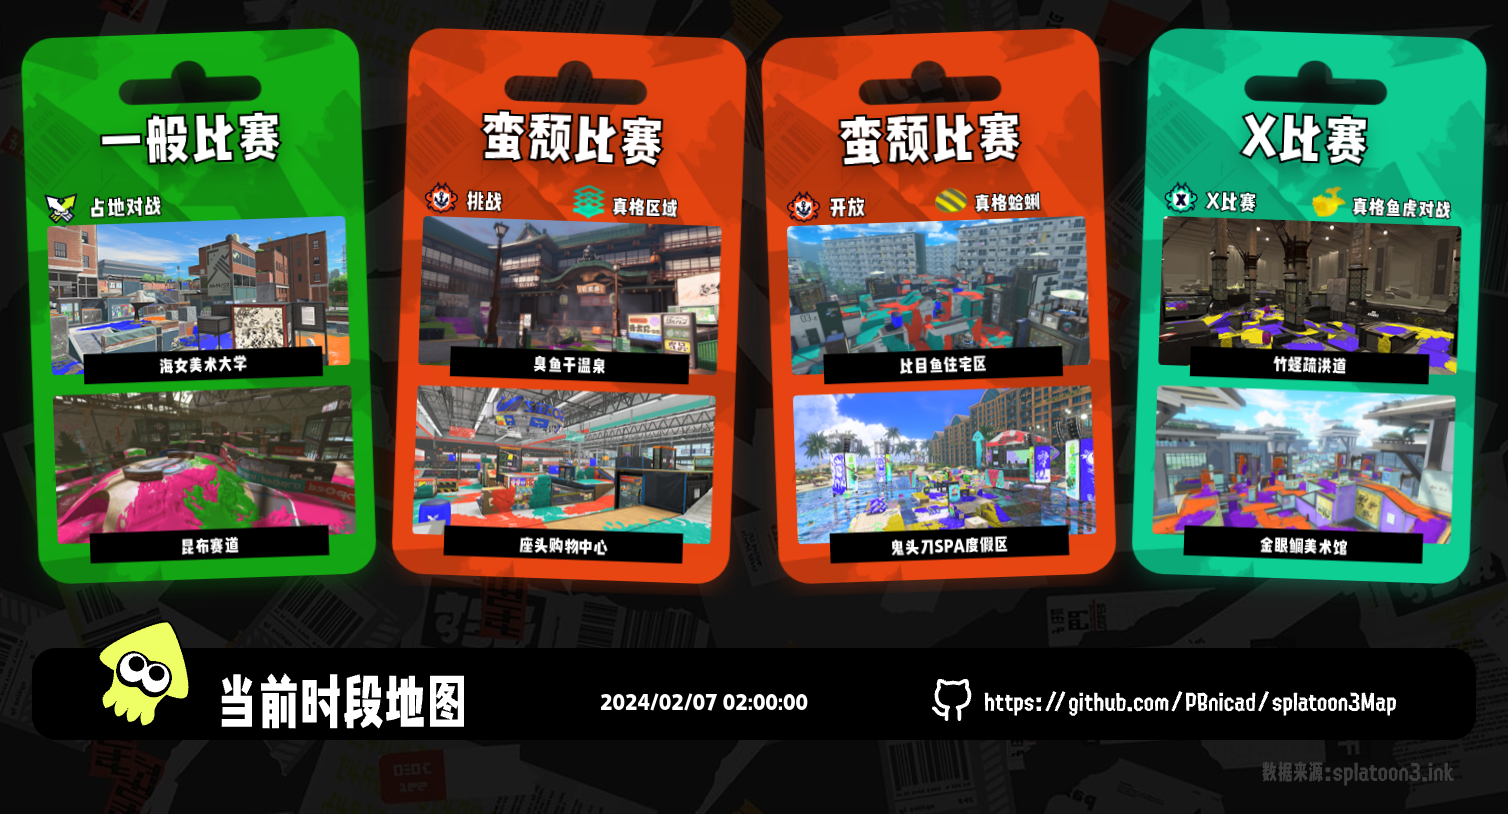 一般比赛
占地对战
海女美术大学
昆布赛道
蛮颓比赛
挑战
真格区域
臭鱼干温泉
座头购物中心
蛮颓比赛
开放
真格蛤蜊
比目鱼住宅区
鬼头刀SPA度假区
X比赛
X比赛
真格鱼虎对战
竹蛏疏洪道
金眼鲷美术馆
当前时段地图
2024/02/07 02:00:00
https://github.com/PBnicad/splatoon3Map
数据来源:splatoon3.ink